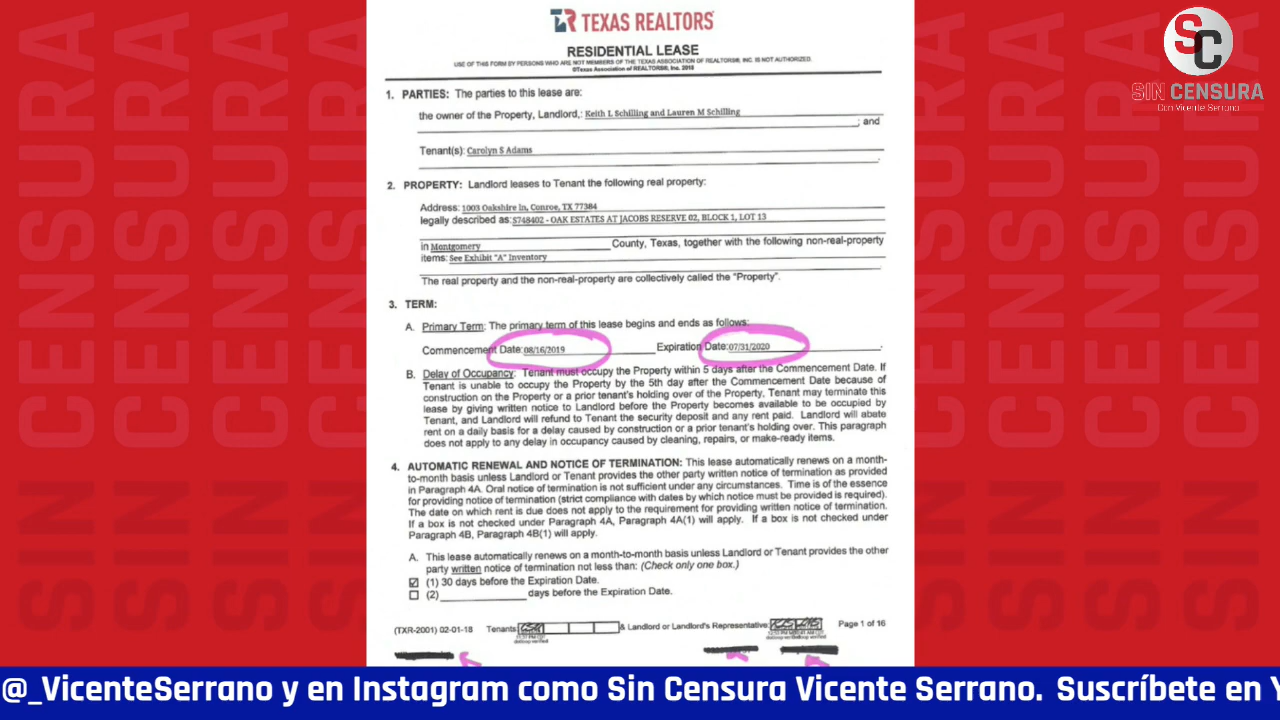 TEXAS REALTORS
RESIDENTIAL LEASE
USE OF THIS FORM BY PERSONS WHO ARE NOT MEMBERS OF THE TEXAS ASSOCIATION OF REALTORS®, INC. IS NOT AUTHORIZED.
©Texas Association of REALTORS®, Inc. 2018
1. PARTIES: The parties to this lease are:
the owner of the Property, Landlord,: Keith L Schilling and Lauren M Schilling
; and
Tenant(s): Carolyn S Adams
2. PROPERTY: Landlord leases to Tenant the following real property:
Address: 1003 Oakshire ln, Conroe, TX 77384
legally described as: S748402 - OAK ESTATES AT JACOBS RESERVE 02, BLOCK 1, LOT 13
in Montgomery County, Texas, together with the following non-real-property
items: See Exhibit "A" Inventory
The real property and the non-real-property are collectively called the "Property".
3. TERM:
A. Primary Term: The primary term of this lease begins and ends as follows:
Commencement Date: 08/16/2019 Expiration Date: 07/31/2020
B. Delay of Occupancy: Tenant must occupy the Property within 5 days after the Commencement Date. If
Tenant is unable to occupy the Property by the 5th day after the Commencement Date because of
construction on the Property or a prior tenant's holding over of the Property, Tenant may terminate this
lease by giving written notice to Landlord before the Property becomes available to be occupied by
Tenant, and Landlord will refund to Tenant the security deposit and any rent paid. Landlord will abate
rent on a daily basis for a delay caused by construction or a prior tenant's holding over. This paragraph
does not apply to any delay in occupancy caused by cleaning, repairs, or make-ready items.
4. AUTOMATIC RENEWAL AND NOTICE OF TERMINATION: This lease automatically renews on a month-
to-month basis unless Landlord or Tenant provides the other party written notice of termination as provided
in Paragraph 4A. Oral notice of termination is not sufficient under any circumstances. Time is of the essence
for providing notice of termination (strict compliance with dates by which notice must be provided is required).
The date on which rent is due does not apply to the requirement for providing written notice of termination.
If a box is not checked under Paragraph 4A, Paragraph 4A(1) will apply. If a box is not checked under
Paragraph 4B, Paragraph 4B(1) will apply.
A. This lease automatically renews on a month-to-month basis unless Landlord or Tenant provides the other
party written notice of termination not less than: (Check only one box.)
(1) 30 days before the Expiration Date.
(2) days before the Expiration Date.
(TXR-2001) 02-01-18 Tenants: & Landlord or Landlord's Representative: Page 1 of 16
SC
SIN CENSURA
Con Vicente Serrano
SIN CENSURA
@_VicenteSerrano y en Instagram como Sin Censura Vicente Serrano. Suscríbete en Y